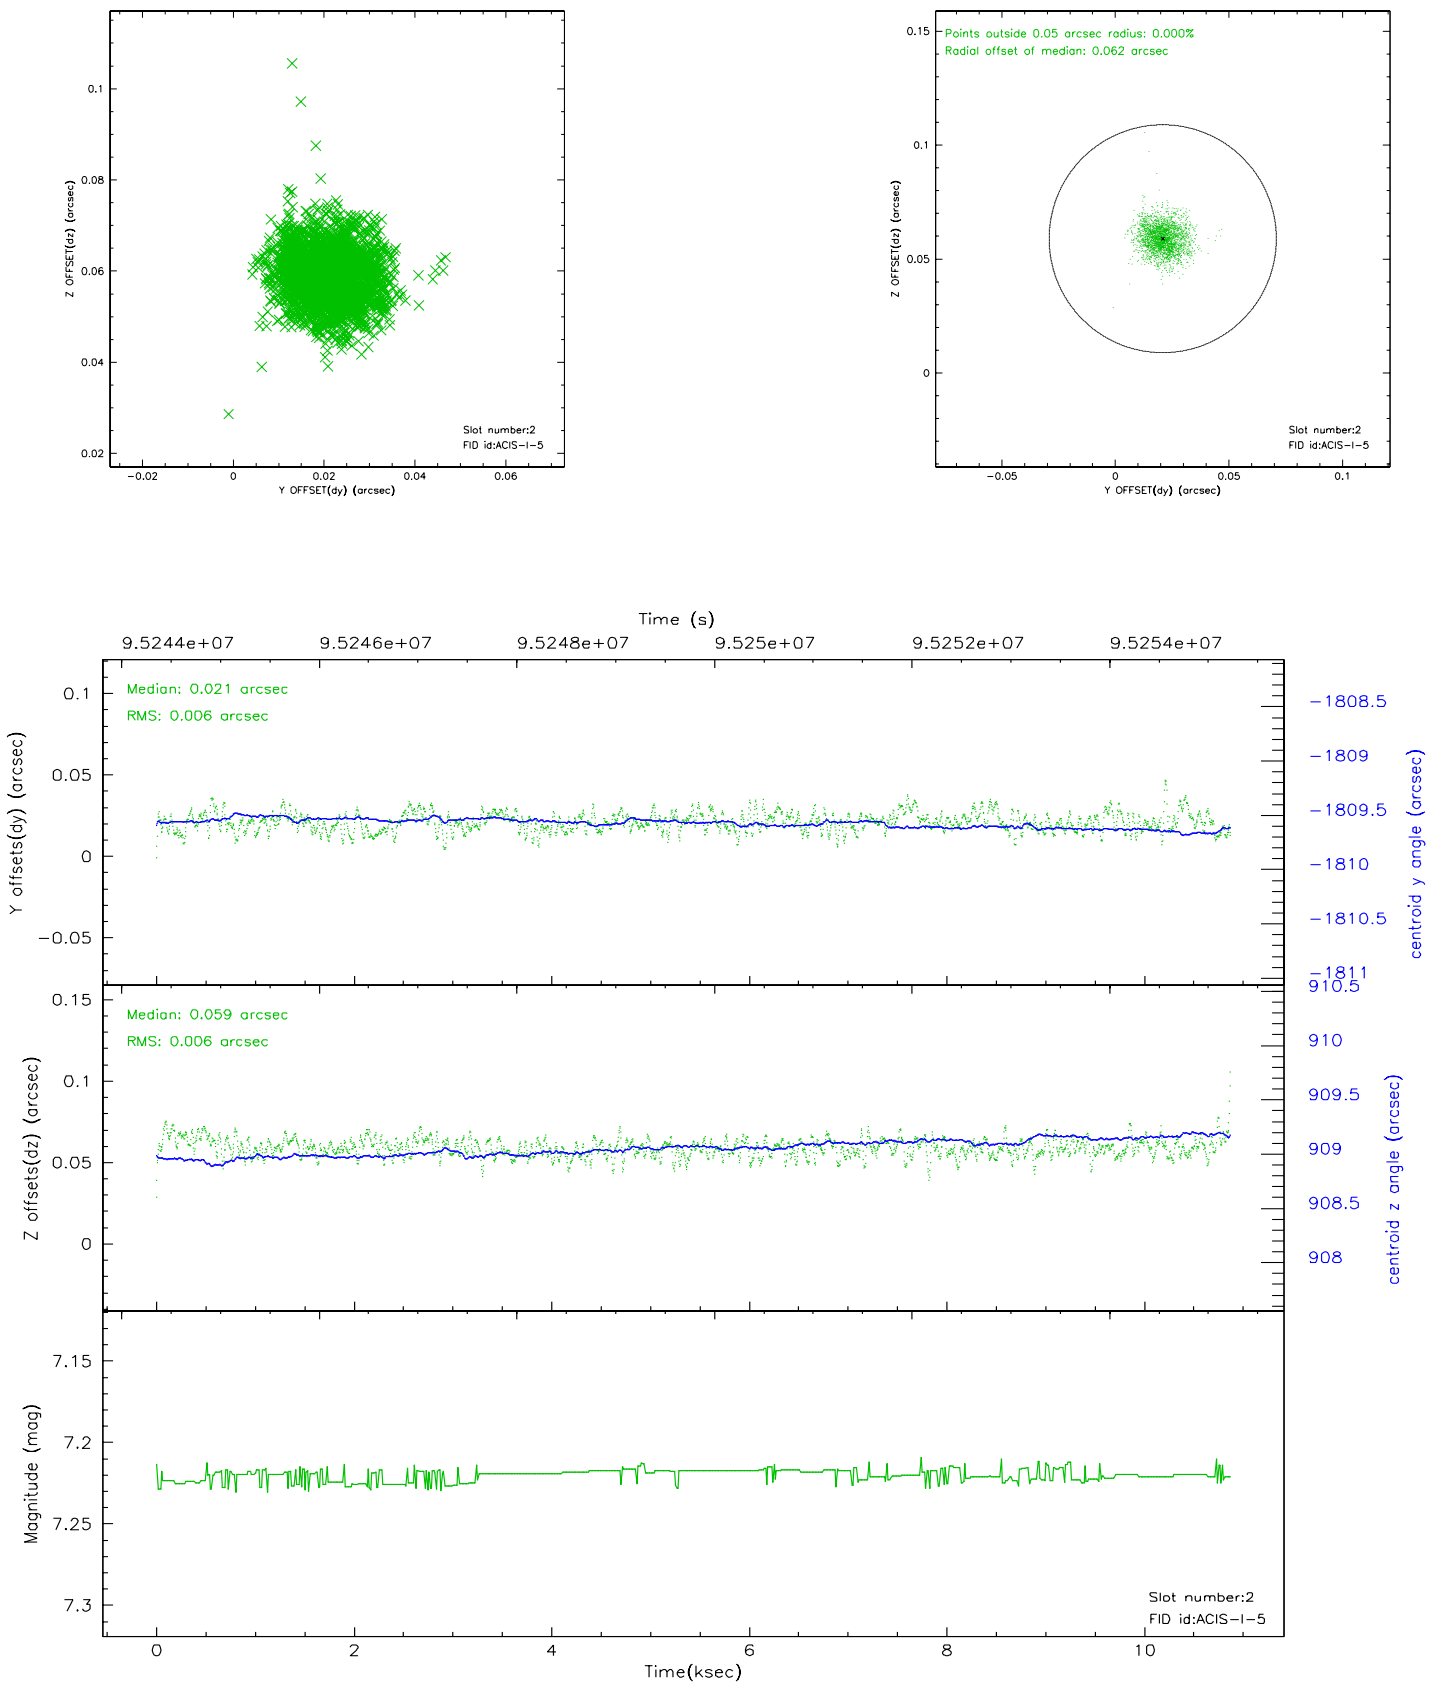 0.1
0.08
0.06
0.04
0.02
Z OFFSET(dz) (arcsec)
Slot number:2
FID id:ACIS-I-5
-0.02 0 0.02 0.04 0.06
Y OFFSET(dy) (arcsec)
Points outside 0.05 arcsec radius: 0.000%
Radial offset of median: 0.062 arcsec
0.15
0.1
0.05
0
Z OFFSET(dz) (arcsec)
Slot number:2
FID id:ACIS-I-5
-0.05 0 0.05 0.1
Y OFFSET(dy) (arcsec)
Time (s)
9.5244e+07 9.5246e+07 9.5248e+07 9.525e+07 9.5252e+07 9.5254e+07
Median: 0.021 arcsec
RMS: 0.006 arcsec
0.1
0.05
0
-0.05
Y offsets(dy) (arcsec)
-1808.5
-1809
-1809.5
-1810
-1810.5
-1811
centroid y angle (arcsec)
Median: 0.059 arcsec
RMS: 0.006 arcsec
0.15
0.1
0.05
0
Z offsets(dz) (arcsec)
910.5
910
909.5
909
908.5
908
centroid z angle (arcsec)
7.15
7.2
7.25
7.3
Magnitude (mag)
Slot number:2
FID id:ACIS-I-5
0 2 4 6 8 10
Time(ksec)